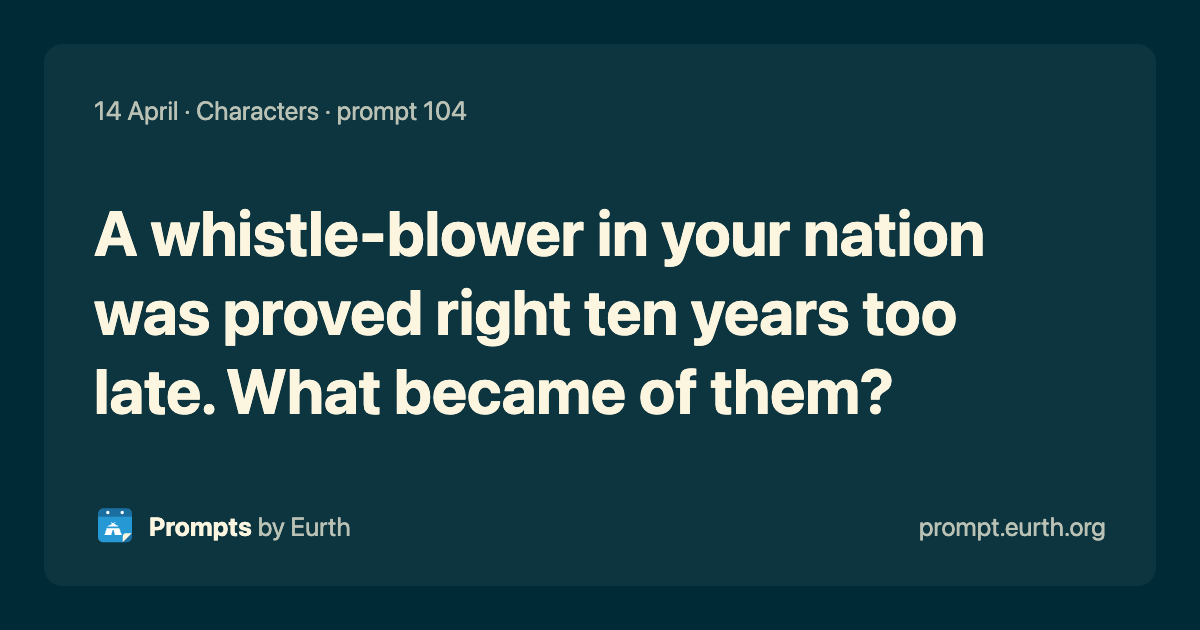 14 April · Characters · prompt 104
A whistle-blower in your nation
was proved right ten years too
late. What became of them?
Prompts by Eurth
prompt.eurth.org